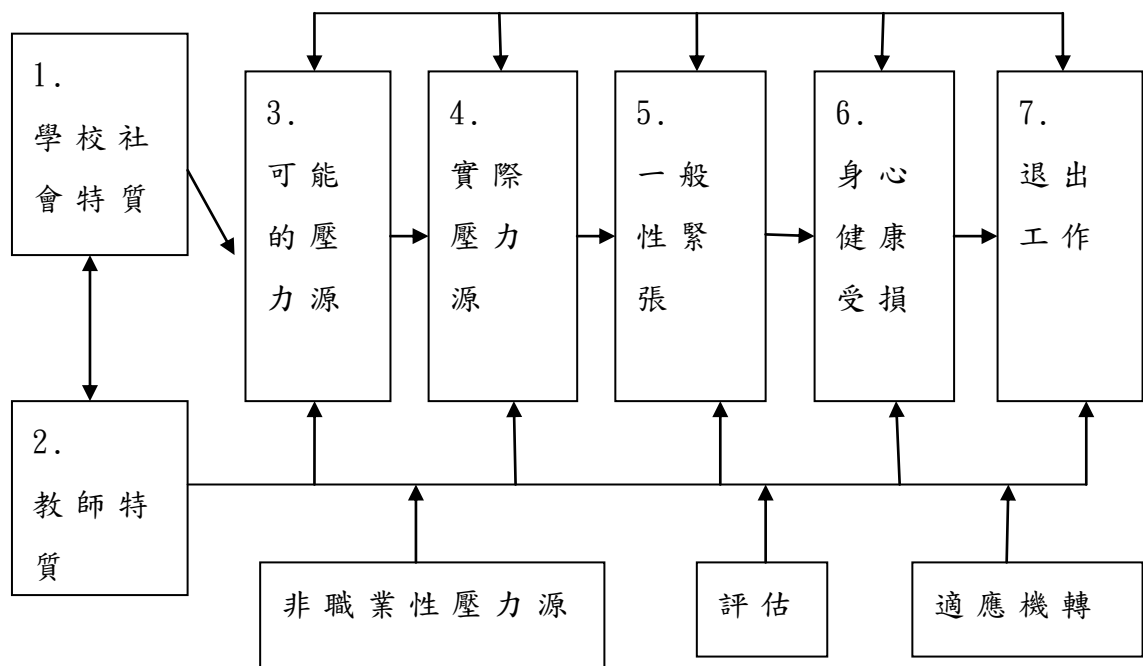 1.
學校社
會特質
3.
可能
的壓
力源
4.
實際
壓力
源
5.
一般
性緊
張
6.
身心
健康
受損
7.
退出
工作
2.
教師特
質
非職業性壓力源
評估
適應機轉